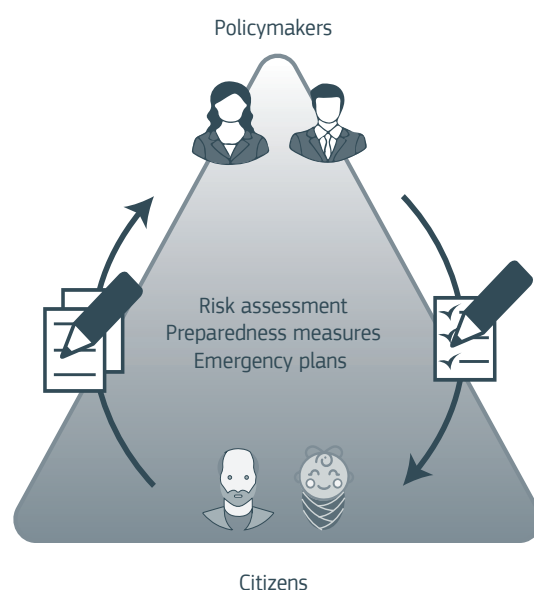 Policymakers
Risk assessment
Preparedness measures
Emergency plans
Citizens